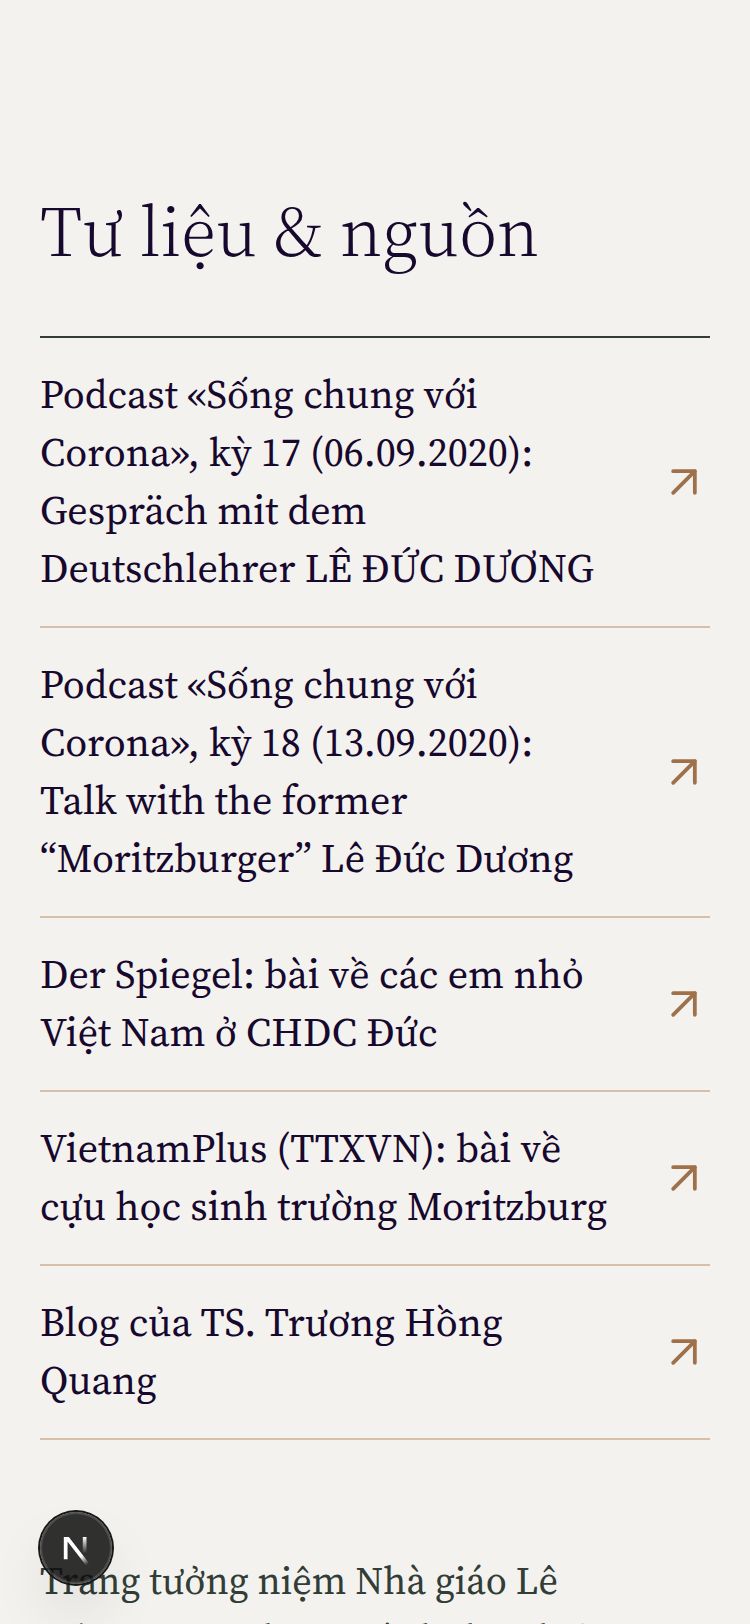 Tư liệu & nguồn
Podcast «Sống chung với
Corona», kỳ 17 (06.09.2020):
Gespräch mit dem
Deutschlehrer LÊ ĐỨC DƯƠNG
Podcast «Sống chung với
Corona», kỳ 18 (13.09.2020):
Talk with the former
“Moritzburger” Lê Đức Dương
Der Spiegel: bài về các em nhỏ
Việt Nam ở CHDC Đức
VietnamPlus (TTXVN): bài về
cựu học sinh trường Moritzburg
Blog của TS. Trương Hồng
Quang
N
Trang tưởng niệm Nhà giáo Lê